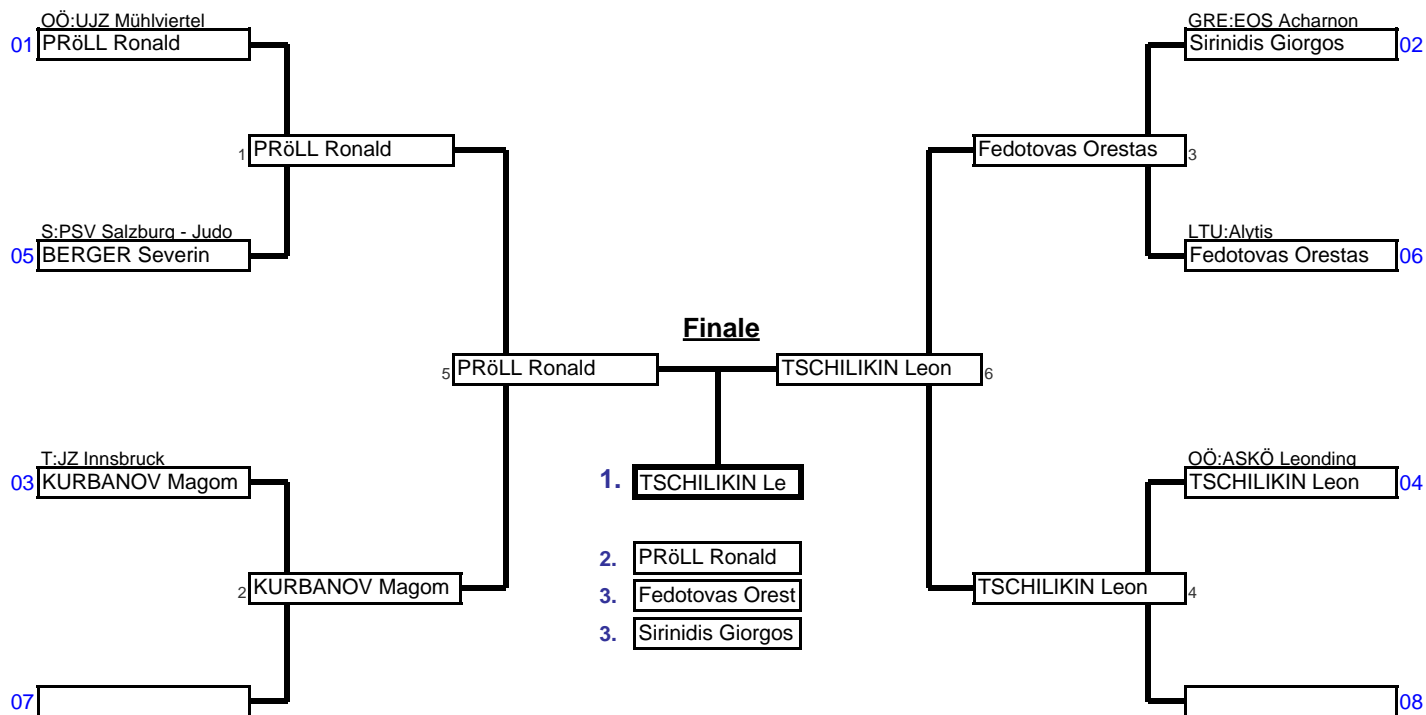 OÖ:UJZ Mühlviertel
01 PRöLL Ronald
GRE:EOS Acharnon
Sirinidis Giorgos 02
1 PRöLL Ronald
Fedotovas Orestas 3
S:PSV Salzburg - Judo
05 BERGER Severin
LTU:Alytis
Fedotovas Orestas 06
Finale
5 PRöLL Ronald
TSCHILIKIN Leon 6
T:JZ Innsbruck
03 KURBANOV Magom
1. TSCHILIKIN Le
OÖ:ASKÖ Leonding
TSCHILIKIN Leon 04
2. PRöLL Ronald
2 KURBANOV Magom
3. Fedotovas Orest
TSCHILIKIN Leon 4
3. Sirinidis Giorgos
07
08